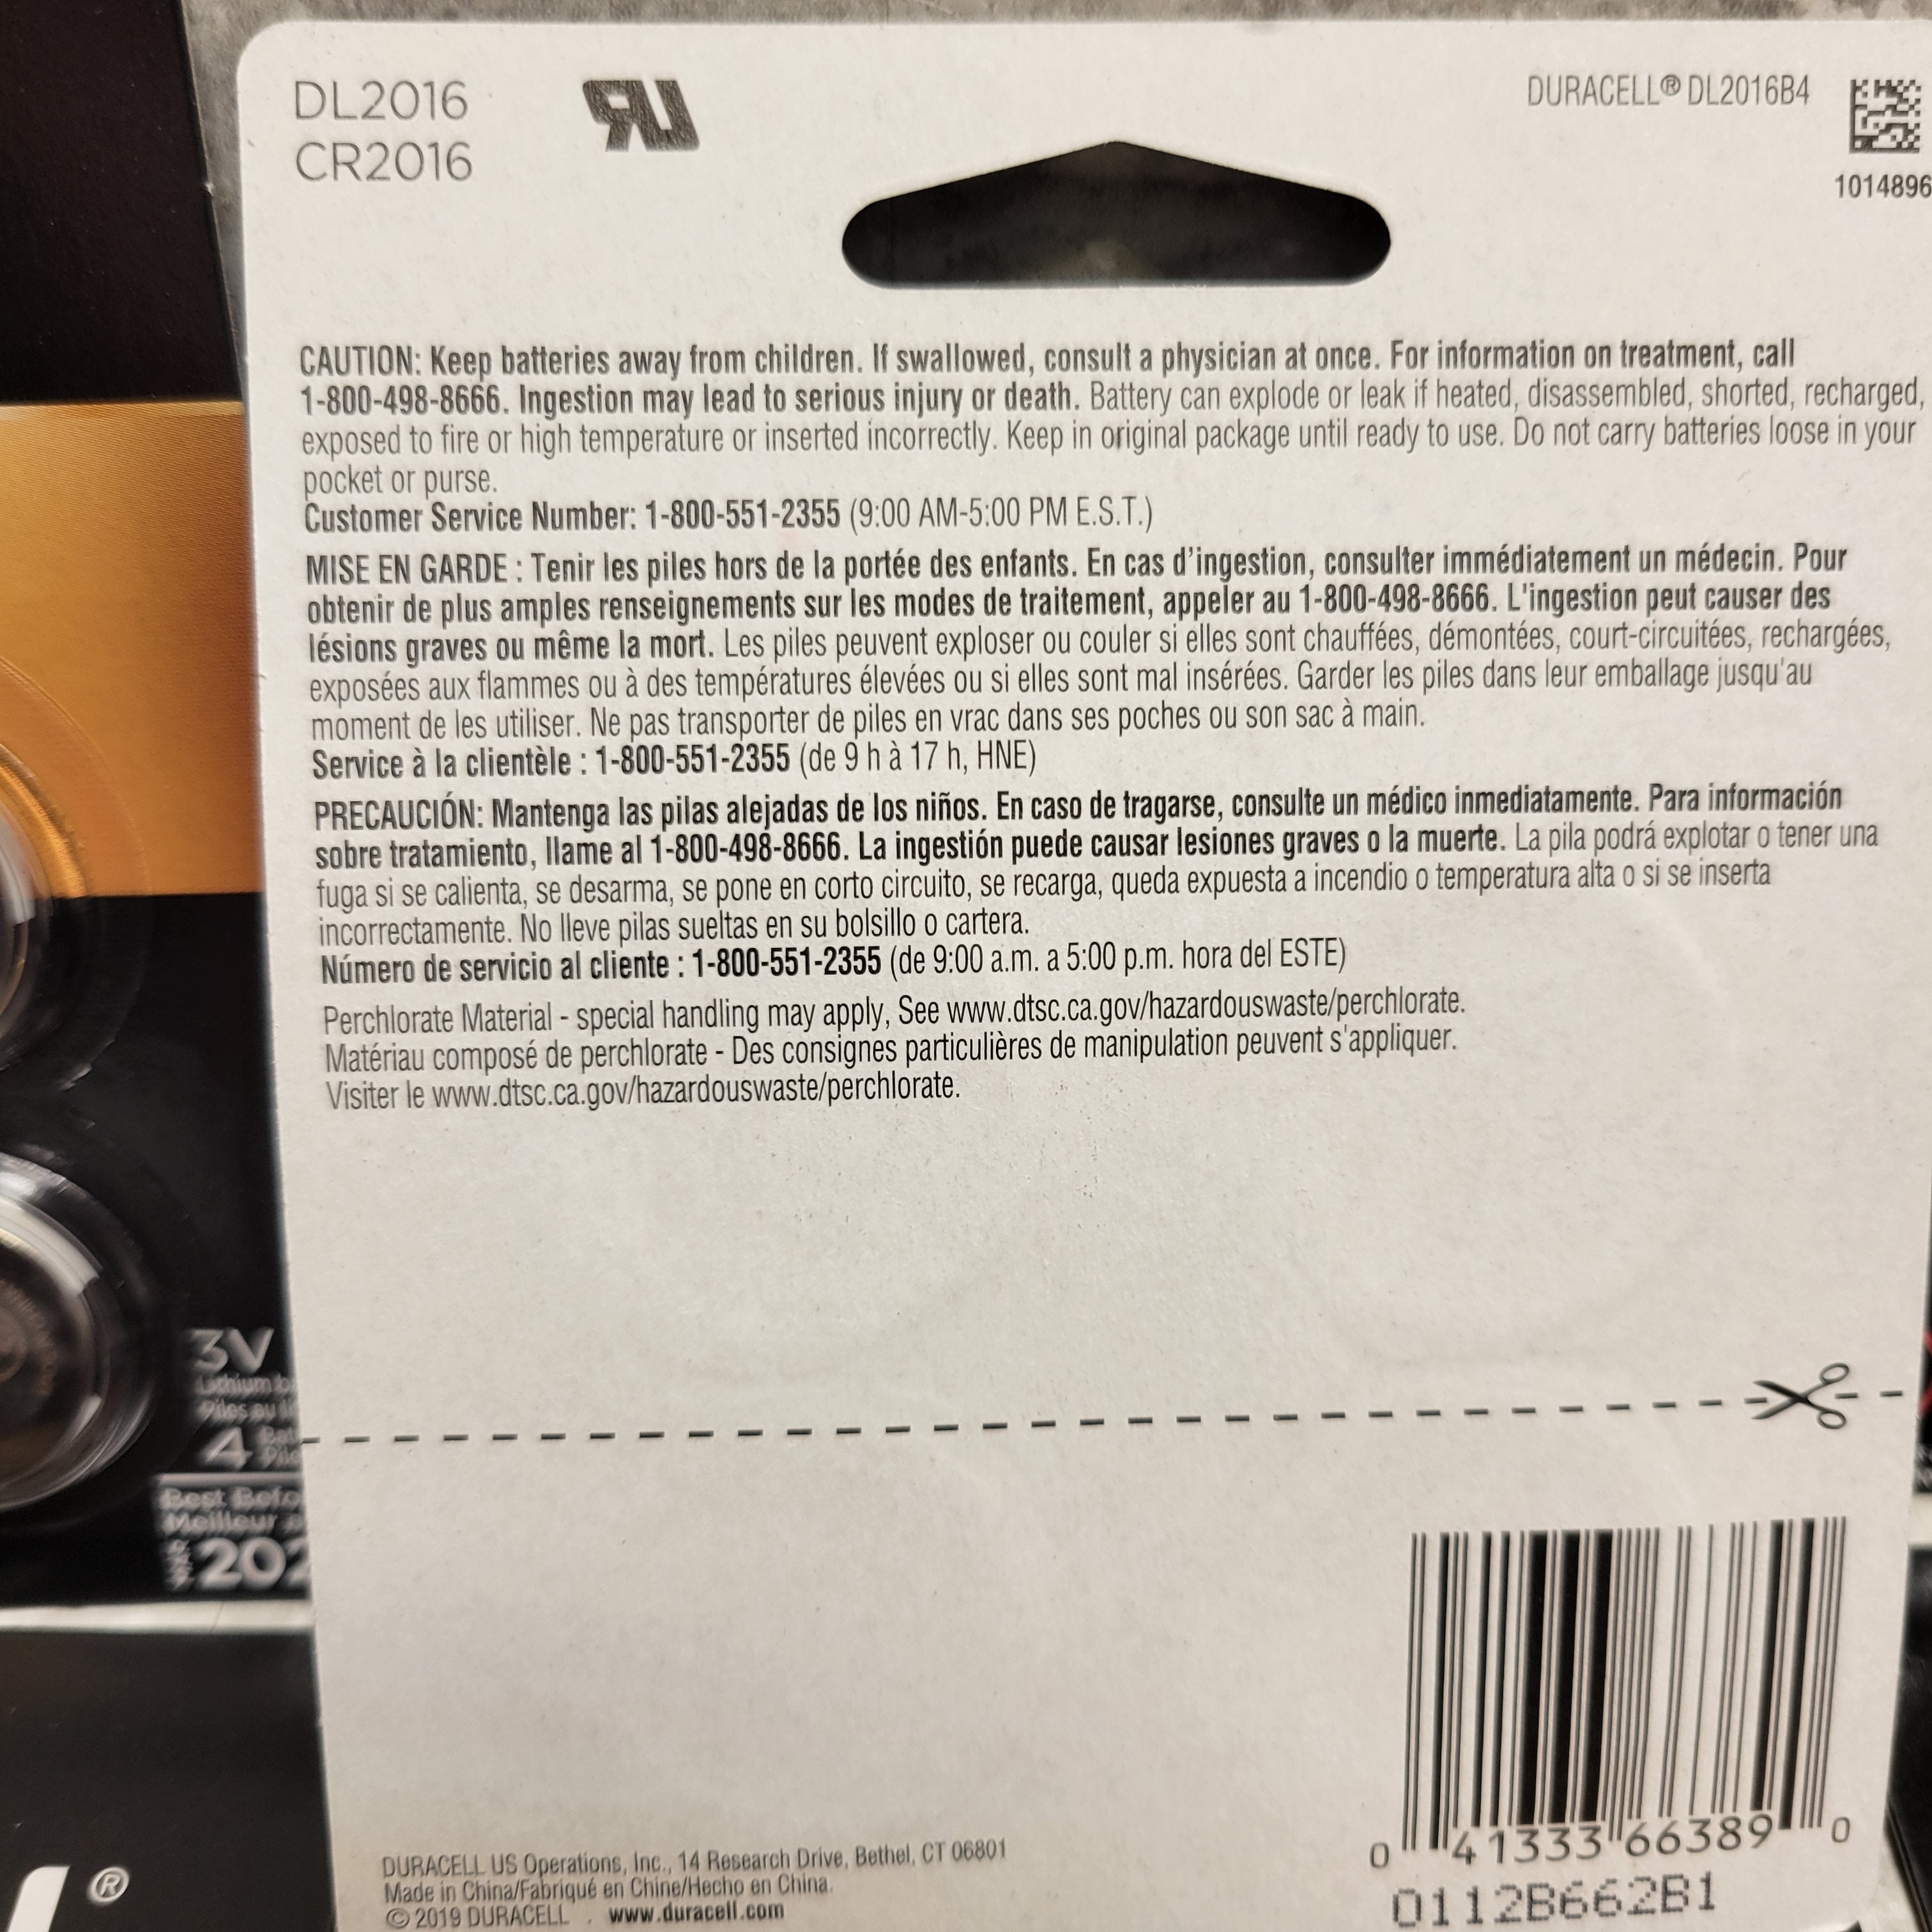 DL2016
CR2016
DURACELL® DL2016B4
1014896
CAUTION: Keep batteries away from children. If swallowed, consult a physician at once. For information on treatment, call
1-800-498-8666. Ingestion may lead to serious injury or death. Battery can explode or leak if heated, disassembled, shorted, recharged,
exposed to fire or high temperature or inserted incorrectly. Keep in original package until ready to use. Do not carry batteries loose in your
pocket or purse.
Customer Service Number: 1-800-551-2355 (9:00 AM-5:00 PM E.S.T.)
MISE EN GARDE : Tenir les piles hors de la portée des enfants. En cas d'ingestion, consulter immédiatement un médecin. Pour
obtenir de plus amples renseignements sur les modes de traitement, appeler au 1-800-498-8666. L'ingestion peut causer des
lésions graves ou même la mort. Les piles peuvent exploser ou couler si elles sont chauffées, démontées, court-circuitées, rechargées,
exposées aux flammes ou à des températures élevées ou si elles sont mal insérées. Garder les piles dans leur emballage jusqu'au
moment de les utiliser. Ne pas transporter de piles en vrac dans ses poches ou son sac à main.
Service à la clientèle : 1-800-551-2355 (de 9 h à 17 h, HNE)
PRECAUCIÓN: Mantenga las pilas alejadas de los niños. En caso de tragarse, consulte un médico inmediatamente. Para información
sobre tratamiento, llame al 1-800-498-8666. La ingestión puede causar lesiones graves o la muerte. La pila podrá explotar o tener una
fuga si se calienta, se desarma, se pone en corto circuito, se recarga, queda expuesta a incendio o temperatura alta o si se inserta
incorrectamente. No lleve pilas sueltas en su bolsillo o cartera.
Número de servicio al cliente : 1-800-551-2355 (de 9:00 a.m. a 5:00 p.m. hora del ESTE)
Perchlorate Material - special handling may apply, See www.dtsc.ca.gov/hazardouswaste/perchlorate.
Matériau composé de perchlorate - Des consignes particulières de manipulation peuvent s'appliquer.
Visiter le www.dtsc.ca.gov/hazardouswaste/perchlorate.
3V
Lithium
Piles au
4
Best
Meilleur
MAR
202
®
0 41333 66389 0
0112B662B1
DURACELL US Operations, Inc., 14 Research Drive, Bethel, CT 06801
Made in China/Fabriqué en Chine/Hecho en China.
© 2019 DURACELL . www.duracell.com